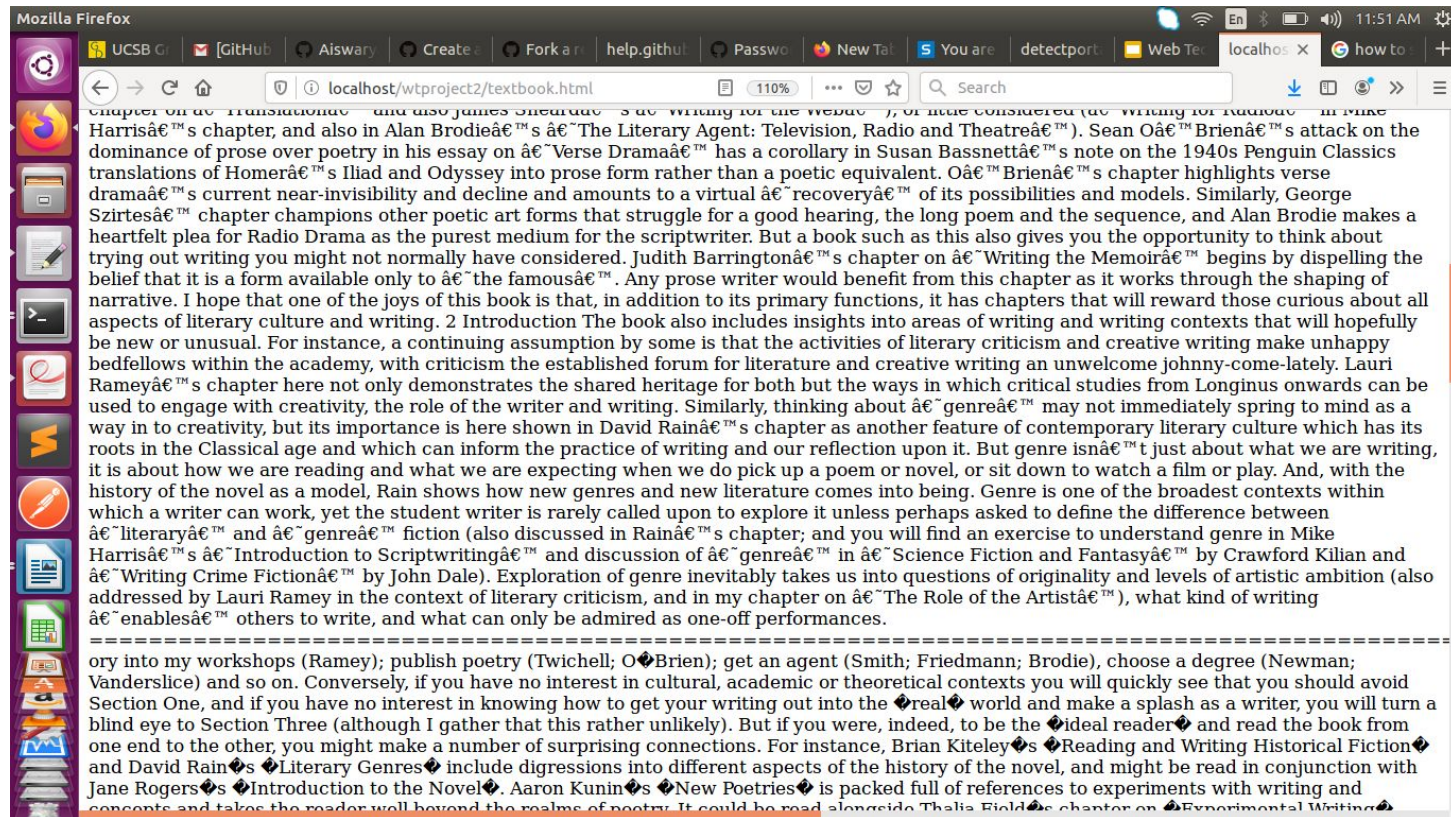 Mozilla Firefox
En 11:51 AM
UCSB Gr [GitHub Aiswary Create a Fork a re help.github Passwo New Tab You are detectporta Web Tec localhos × how to s +
localhost/wtproject2/textbook.html 110% Search
Harrisâ€™s chapter, and also in Alan Brodieâ€™s â€˜The Literary Agent: Television, Radio and Theatreâ€™). Sean Oâ€™Brienâ€™s attack on the
dominance of prose over poetry in his essay on â€˜Verse Dramaâ€™ has a corollary in Susan Bassnettâ€™s note on the 1940s Penguin Classics
translations of Homerâ€™s Iliad and Odyssey into prose form rather than a poetic equivalent. Oâ€™Brienâ€™s chapter highlights verse
dramaâ€™s current near-invisibility and decline and amounts to a virtual â€˜recoveryâ€™ of its possibilities and models. Similarly, George
Szirtesâ€™ chapter champions other poetic art forms that struggle for a good hearing, the long poem and the sequence, and Alan Brodie makes a
heartfelt plea for Radio Drama as the purest medium for the scriptwriter. But a book such as this also gives you the opportunity to think about
trying out writing you might not normally have considered. Judith Barringtonâ€™s chapter on â€˜Writing the Memoirâ€™ begins by dispelling the
belief that it is a form available only to â€˜the famousâ€™. Any prose writer would benefit from this chapter as it works through the shaping of
narrative. I hope that one of the joys of this book is that, in addition to its primary functions, it has chapters that will reward those curious about all
aspects of literary culture and writing. 2 Introduction The book also includes insights into areas of writing and writing contexts that will hopefully
be new or unusual. For instance, a continuing assumption by some is that the activities of literary criticism and creative writing make unhappy
bedfellows within the academy, with criticism the established forum for literature and creative writing an unwelcome johnny-come-lately. Lauri
Rameyâ€™s chapter here not only demonstrates the shared heritage for both but the ways in which critical studies from Longinus onwards can be
used to engage with creativity, the role of the writer and writing. Similarly, thinking about â€˜genreâ€™ may not immediately spring to mind as a
way in to creativity, but its importance is here shown in David Rainâ€™s chapter as another feature of contemporary literary culture which has its
roots in the Classical age and which can inform the practice of writing and our reflection upon it. But genre isnâ€™t just about what we are writing,
it is about how we are reading and what we are expecting when we do pick up a poem or novel, or sit down to watch a film or play. And, with the
history of the novel as a model, Rain shows how new genres and new literature comes into being. Genre is one of the broadest contexts within
which a writer can work, yet the student writer is rarely called upon to explore it unless perhaps asked to define the difference between
â€˜literaryâ€™ and â€˜genreâ€™ fiction (also discussed in Rainâ€™s chapter; and you will find an exercise to understand genre in Mike
Harrisâ€™s â€˜Introduction to Scriptwritingâ€™ and discussion of â€˜genreâ€™ in â€˜Science Fiction and Fantasyâ€™ by Crawford Kilian and
â€˜Writing Crime Fictionâ€™ by John Dale). Exploration of genre inevitably takes us into questions of originality and levels of artistic ambition (also
addressed by Lauri Ramey in the context of literary criticism, and in my chapter on â€˜The Role of the Artistâ€™), what kind of writing
â€˜enablesâ€™ others to write, and what can only be admired as one-off performances.
==========================================================================================
ory into my workshops (Ramey); publish poetry (Twichell; O�Brien); get an agent (Smith; Friedmann; Brodie), choose a degree (Newman;
Vanderslice) and so on. Conversely, if you have no interest in cultural, academic or theoretical contexts you will quickly see that you should avoid
Section One, and if you have no interest in knowing how to get your writing out into the �real� world and make a splash as a writer, you will turn a
blind eye to Section Three (although I gather that this rather unlikely). But if you were, indeed, to be the �ideal reader� and read the book from
one end to the other, you might make a number of surprising connections. For instance, Brian Kiteley�s �Reading and Writing Historical Fiction�
and David Rain�s �Literary Genres� include digressions into different aspects of the history of the novel, and might be read in conjunction with
Jane Rogers�s �Introduction to the Novel�. Aaron Kunin�s �New Poetries� is packed full of references to experiments with writing and
concepts and takes the reader well beyond the realms of poetry. It could be read alongside Thalia Field�s chapter on �Experimental Writing�